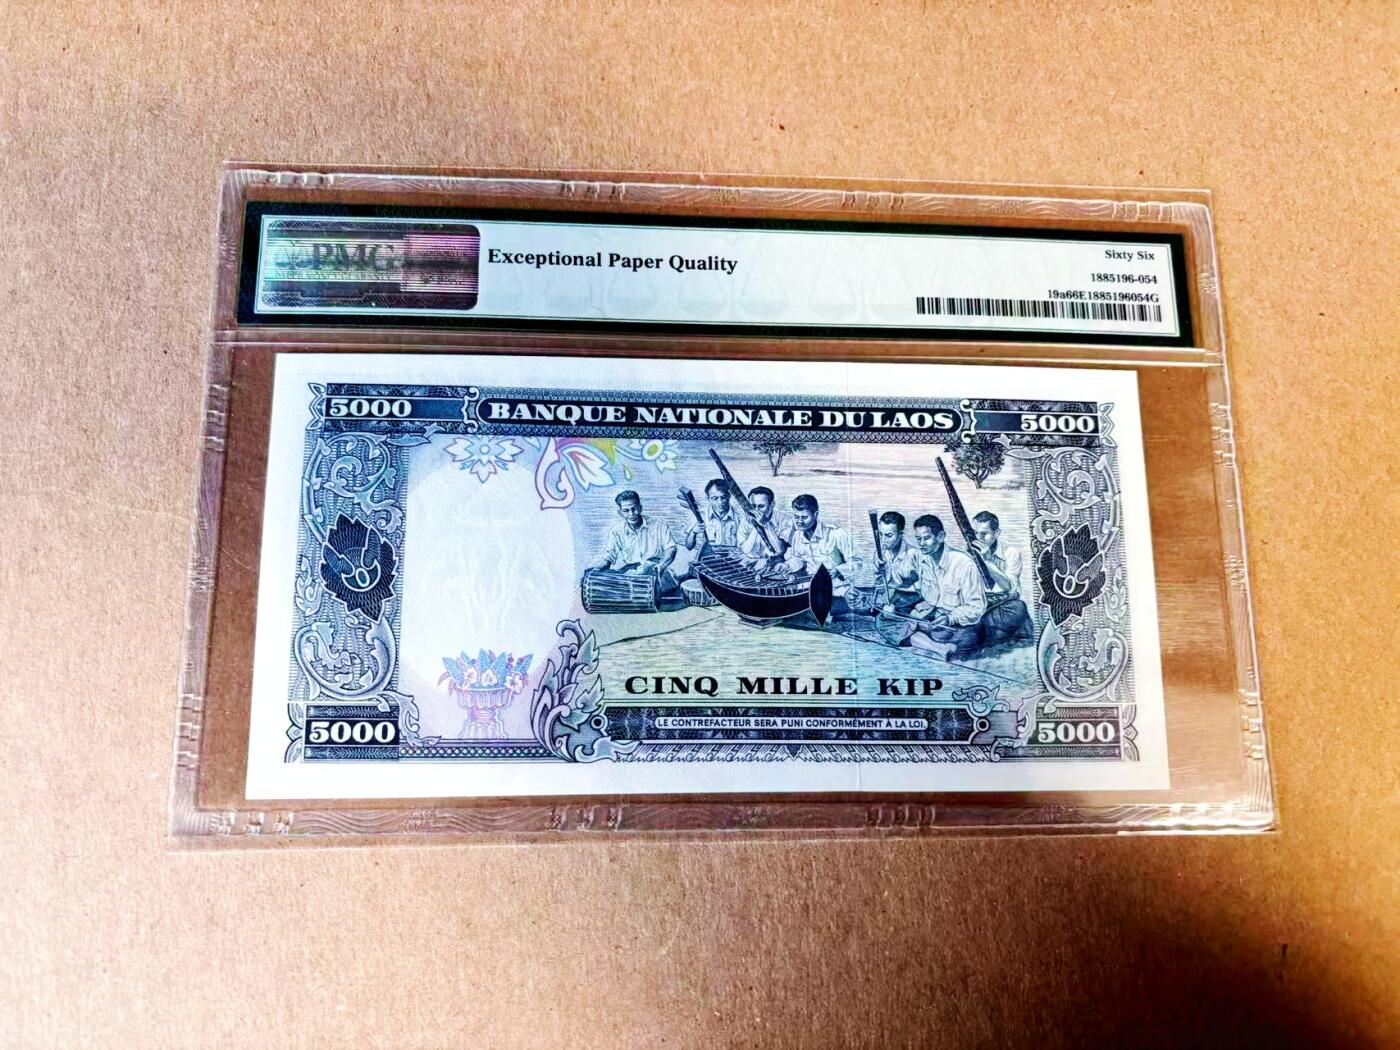 PMG
Exceptional Paper Quality
Sixty Six
1885196-054
19a66E1885196054G
5000 BANQUE NATIONALE DU LAOS 5000
CINQ MILLE KIP
LE CONTREFACTEUR SERA PUNI CONFORMÉMENT À LA LOI.
5000 5000